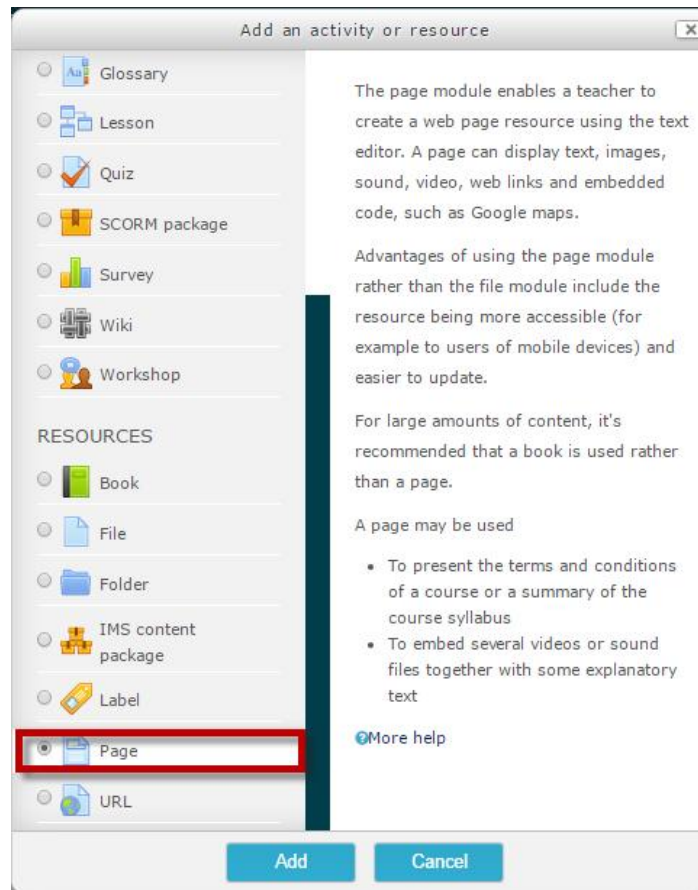 Add an activity or resource
x
Glossary
Lesson
Quiz
SCORM package
Survey
Wiki
Workshop
RESOURCES
Book
File
Folder
IMS content
package
Label
Page
URL
The page module enables a teacher to
create a web page resource using the text
editor. A page can display text, images,
sound, video, web links and embedded
code, such as Google maps.
Advantages of using the page module
rather than the file module include the
resource being more accessible (for
example to users of mobile devices) and
easier to update.
For large amounts of content, it's
recommended that a book is used rather
than a page.
A page may be used
• To present the terms and conditions
of a course or a summary of the
course syllabus
• To embed several videos or sound
files together with some explanatory
text
More help
Add
Cancel